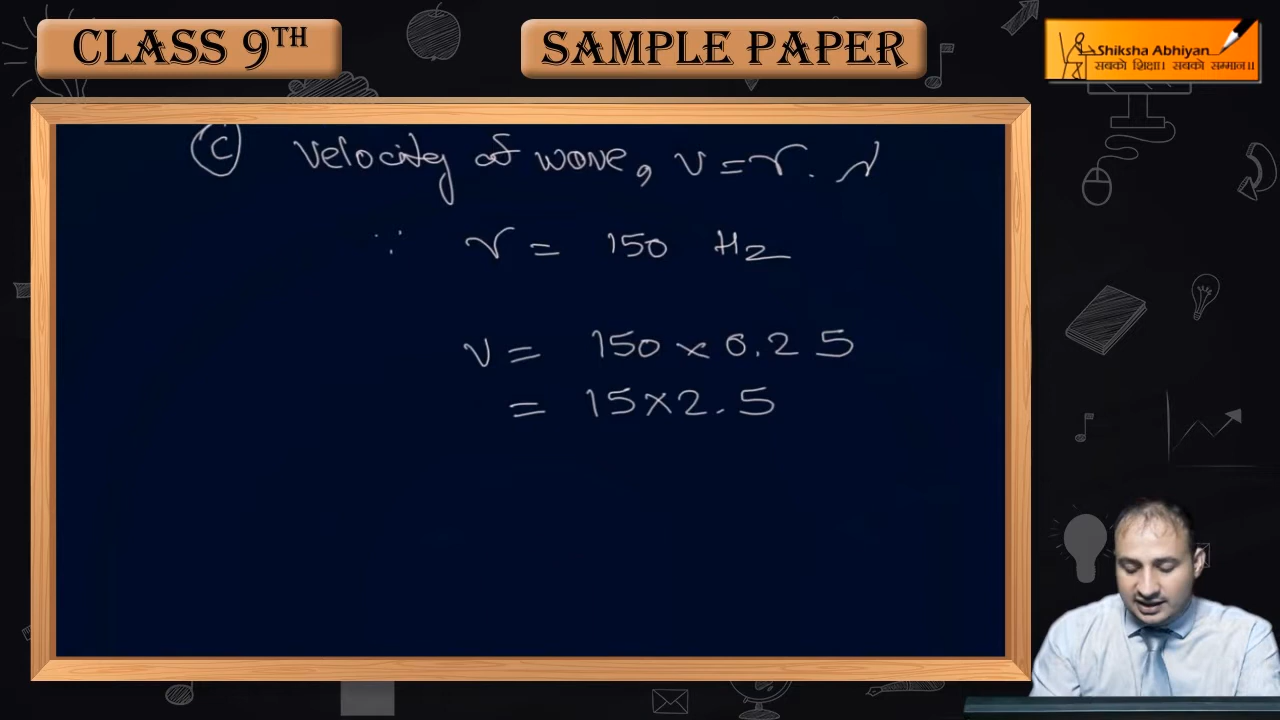 CLASS 9TH
SAMPLE PAPER
Shiksha Abhiyan
सबको शिक्षा। सबको सम्मान॥
(C) Velocity of wave, v = ν. λ
∵ ν = 150 Hz
v = 150 × 0.25
= 15 × 2.5